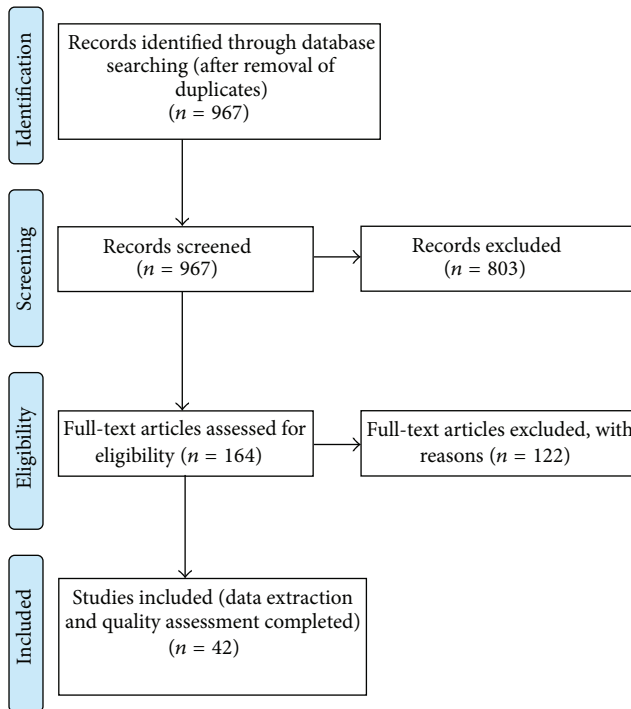 Identification
Records identified through database
searching (after removal of
duplicates)
(n = 967)
Screening
Records screened
(n = 967)
Records excluded
(n = 803)
Eligibility
Full-text articles assessed for
eligibility (n = 164)
Full-text articles excluded, with
reasons (n = 122)
Included
Studies included (data extraction
and quality assessment completed)
(n = 42)